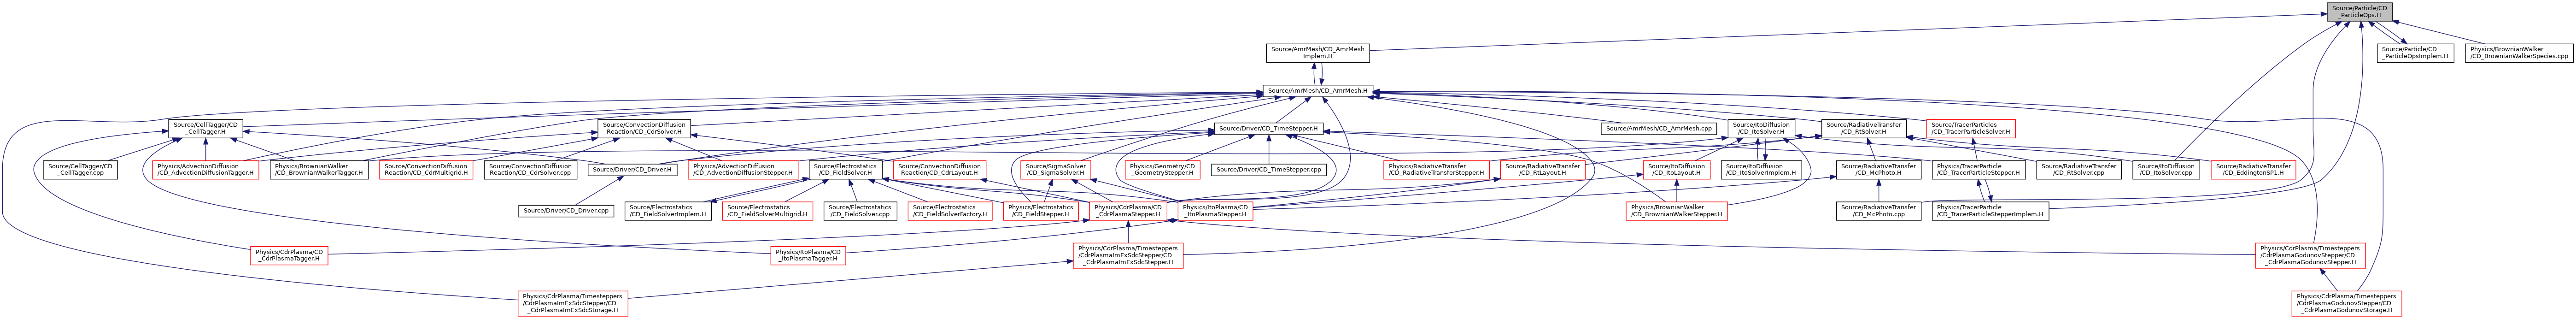 Source/Particle/CD
_ParticleOps.H
Source/AmrMesh/CD_AmrMesh
Implem.H
Source/Particle/CD
_ParticleOpsImplem.H
Physics/BrownianWalker
/CD_BrownianWalkerSpecies.cpp
Source/AmrMesh/CD_AmrMesh.H
Source/CellTagger/CD
_CellTagger.H
Source/ConvectionDiffusion
Reaction/CD_CdrSolver.H
Source/Driver/CD_TimeStepper.H
Source/AmrMesh/CD_AmrMesh.cpp
Source/ItoDiffusion
/CD_ItoSolver.H
Source/RadiativeTransfer
/CD_RtSolver.H
Source/TracerParticles
/CD_TracerParticleSolver.H
Source/CellTagger/CD
_CellTagger.cpp
Physics/AdvectionDiffusion
/CD_AdvectionDiffusionTagger.H
Physics/BrownianWalker
/CD_BrownianWalkerTagger.H
Source/ConvectionDiffusion
Reaction/CD_CdrMultigrid.H
Source/ConvectionDiffusion
Reaction/CD_CdrSolver.cpp
Source/Driver/CD_Driver.H
Physics/AdvectionDiffusion
/CD_AdvectionDiffusionStepper.H
Source/Electrostatics
/CD_FieldSolver.H
Source/ConvectionDiffusion
Reaction/CD_CdrLayout.H
Source/SigmaSolver
/CD_SigmaSolver.H
Physics/Geometry/CD
_GeometryStepper.H
Source/Driver/CD_TimeStepper.cpp
Physics/RadiativeTransfer
/CD_RadiativeTransferStepper.H
Source/RadiativeTransfer
/CD_RtLayout.H
Source/ItoDiffusion
/CD_ItoLayout.H
Source/ItoDiffusion
/CD_ItoSolverImplem.H
Source/RadiativeTransfer
/CD_McPhoto.H
Physics/TracerParticle
/CD_TracerParticleStepper.H
Source/RadiativeTransfer
/CD_RtSolver.cpp
Source/ItoDiffusion
/CD_ItoSolver.cpp
Source/RadiativeTransfer
/CD_EddingtonSP1.H
Source/Driver/CD_Driver.cpp
Source/Electrostatics
/CD_FieldSolverImplem.H
Source/Electrostatics
/CD_FieldSolverMultigrid.H
Source/Electrostatics
/CD_FieldSolver.cpp
Source/Electrostatics
/CD_FieldSolverFactory.H
Physics/Electrostatics
/CD_FieldStepper.H
Physics/CdrPlasma/CD
_CdrPlasmaStepper.H
Physics/ItoPlasma/CD
_ItoPlasmaStepper.H
Physics/BrownianWalker
/CD_BrownianWalkerStepper.H
Source/RadiativeTransfer
/CD_McPhoto.cpp
Physics/TracerParticle
/CD_TracerParticleStepperImplem.H
Physics/CdrPlasma/CD
_CdrPlasmaTagger.H
Physics/ItoPlasma/CD
_ItoPlasmaTagger.H
Physics/CdrPlasma/Timesteppers
/CdrPlasmaImExSdcStepper/CD
_CdrPlasmaImExSdcStepper.H
Physics/CdrPlasma/Timesteppers
/CdrPlasmaGodunovStepper/CD
_CdrPlasmaGodunovStepper.H
Physics/CdrPlasma/Timesteppers
/CdrPlasmaImExSdcStepper/CD
_CdrPlasmaImExSdcStorage.H
Physics/CdrPlasma/Timesteppers
/CdrPlasmaGodunovStepper/CD
_CdrPlasmaGodunovStorage.H